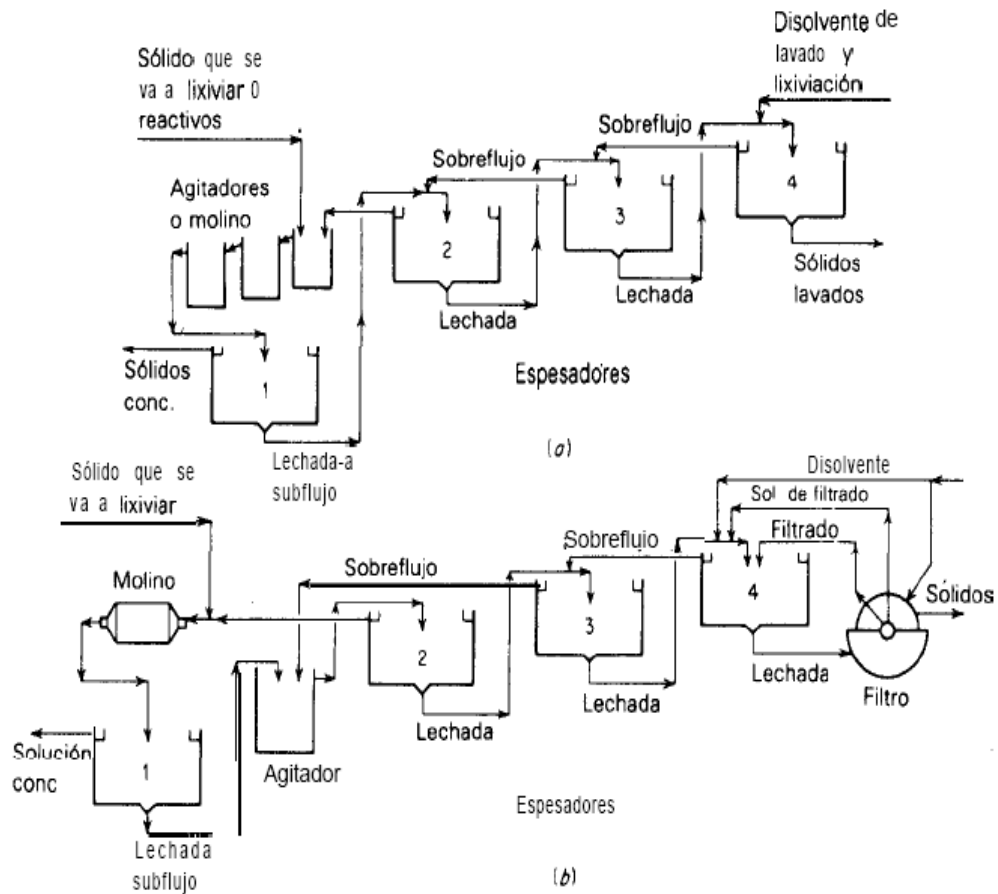 Disolvente de
lavado y
lixiviación
Sólido que se
va a lixiviar 0
reactivos
Sobreflujo
Sobreflujo
Agitadores
o molino
4
3
2
Sólidos
lavados
Lechada
Lechada
Sólidos
conc.
1
Espesadores
Lechada-a
subflujo
(a)
Sólido que se
va a lixiviar
Disolvente
Sol de filtrado
Filtrado
Sobreflujo
Sobreflujo
Molino
4
Sólidos
3
2
Lechada
Filtro
Lechada
Lechada
Solución
conc
1
Agitador
Espesadores
Lechada
subflujo
(b)